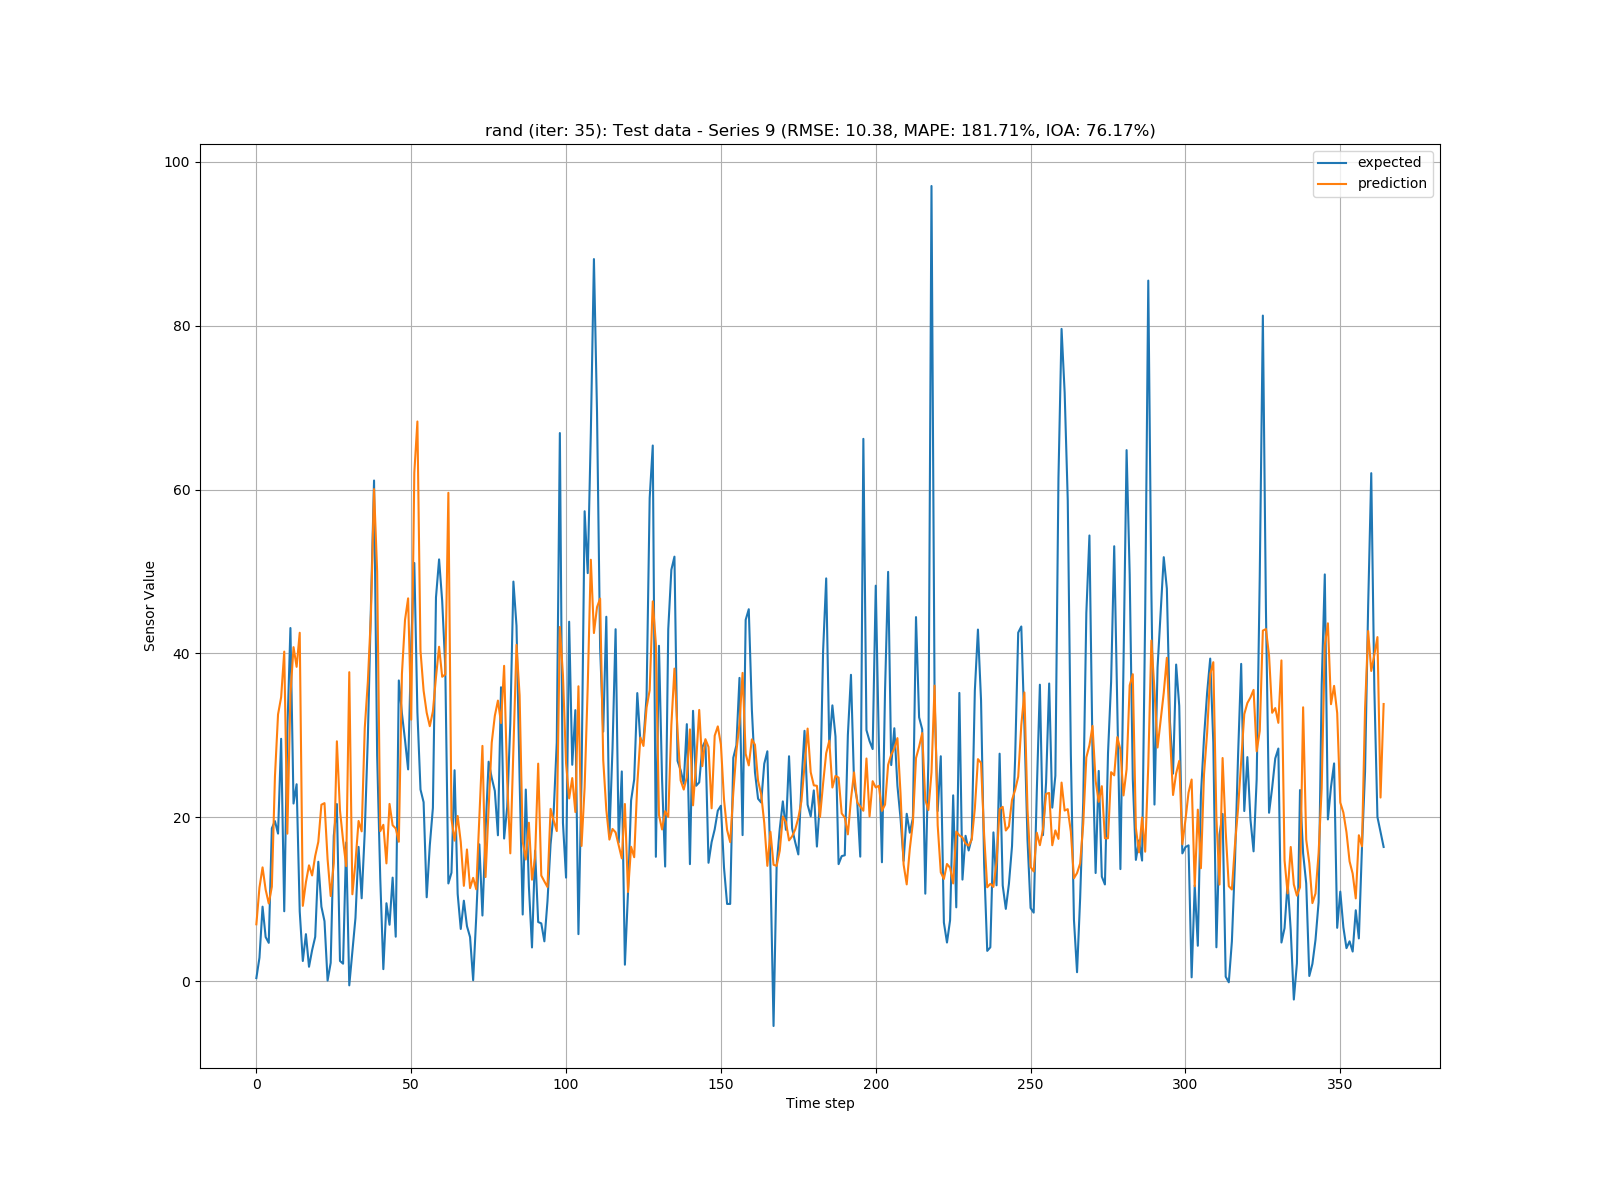 rand (iter: 35): Test data - Series 9 (RMSE: 10.38, MAPE: 181.71%, IOA: 76.17%)
expected
prediction
100
80
60
40
20
0
Sensor Value
0 50 100 150 200 250 300 350
Time step